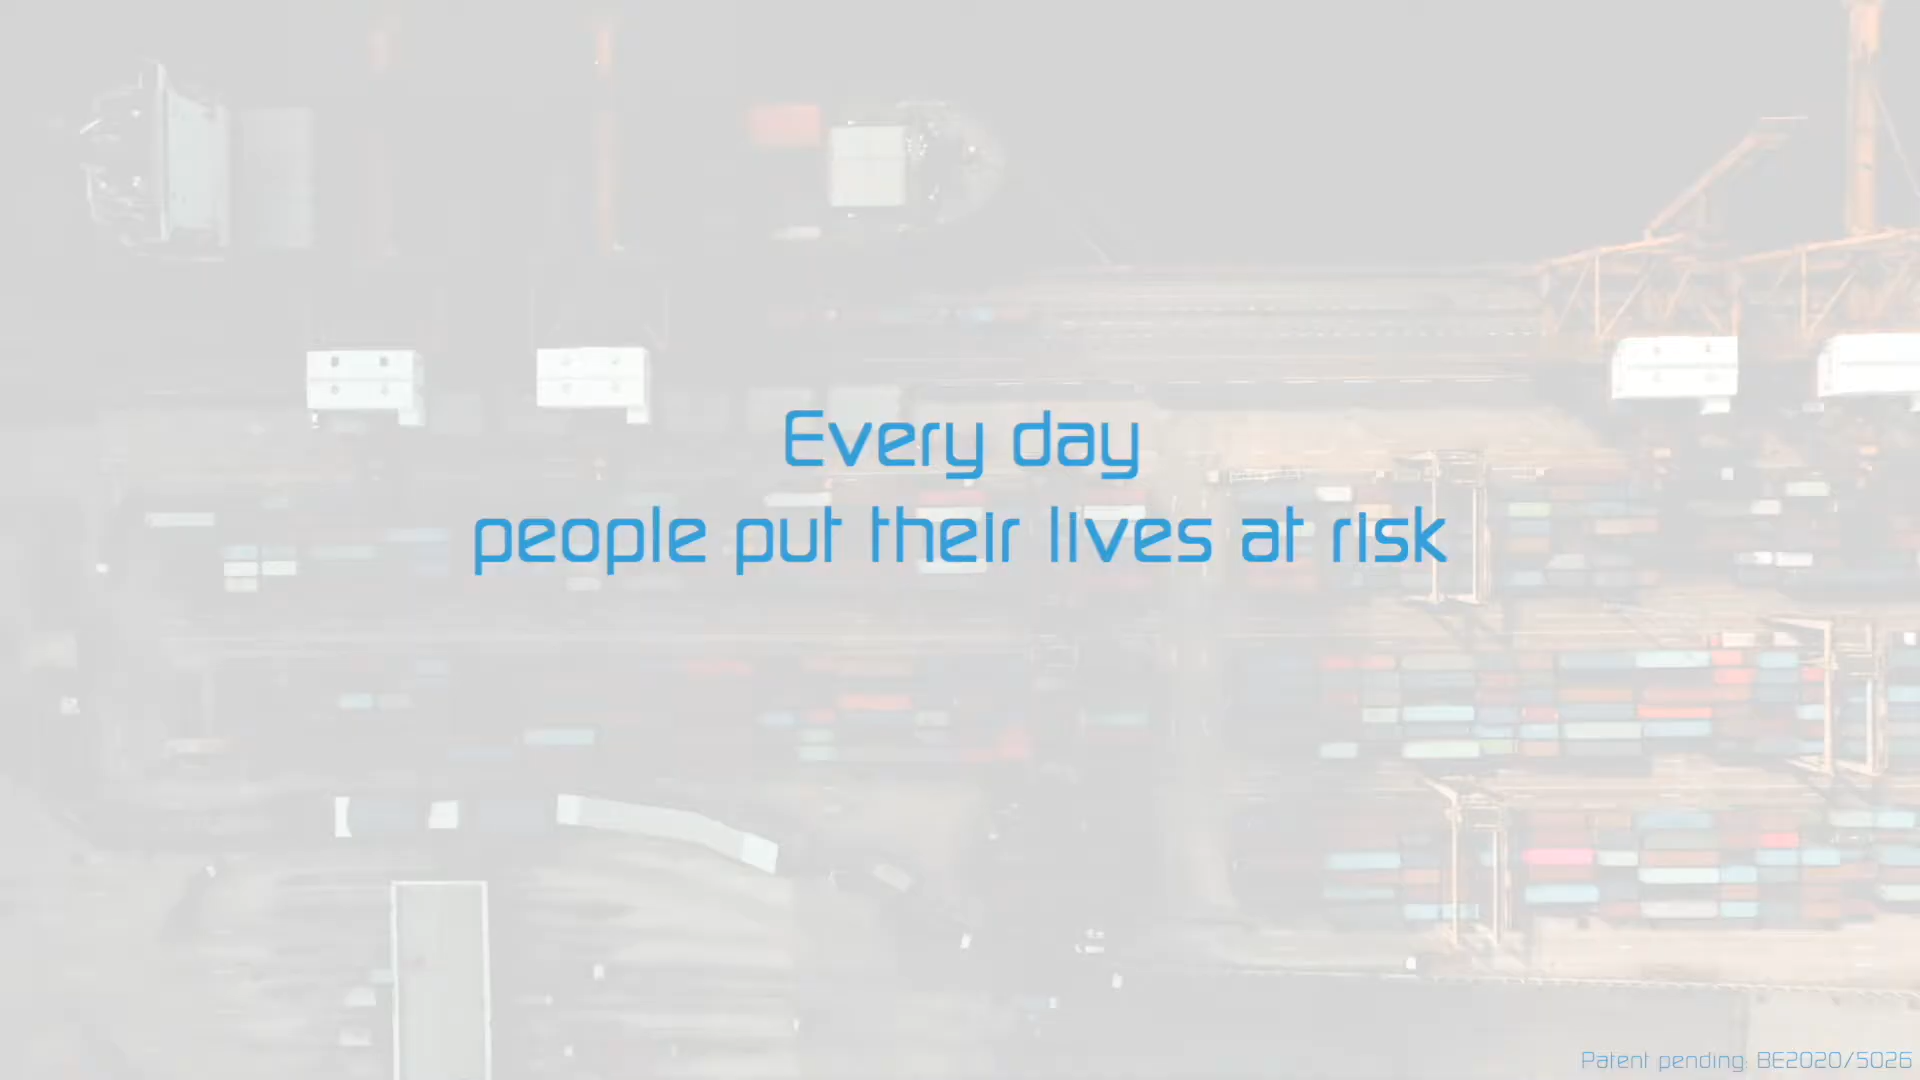 Every day
people put their lives at risk
Patent pending: BE2020/5026